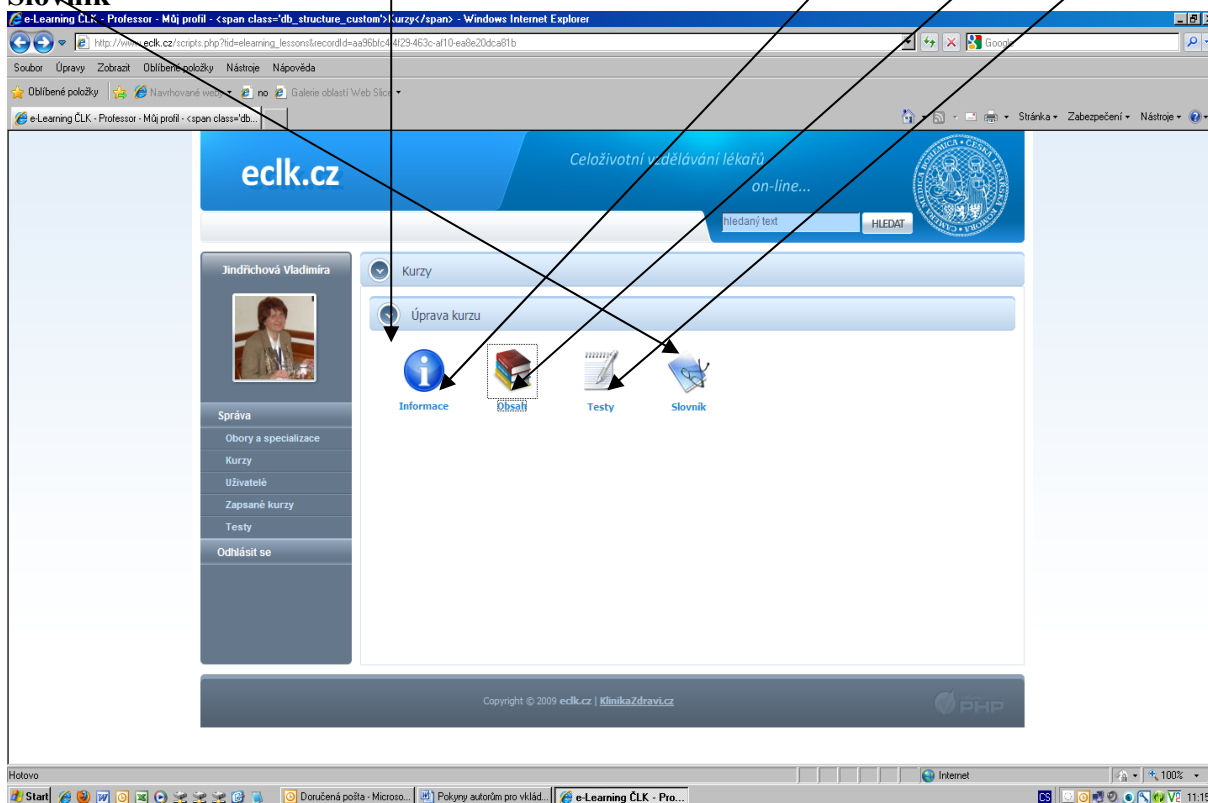 Slovník
e-Learning ČLK - Professor - Můj profil - <span class='db_structure_custom'>Kurzy</span> - Windows Internet Explorer
http://www.eclk.cz/scripts.php?tid=elearning_lessons&recordId=
Google
Soubor Úpravy Zobrazit Oblíbené položky Nástroje Nápověda
Oblíbené položky Navrhované weby no Galerie oblastí Web Slice
e-Learning ČLK - Professor - Můj profil - <span class='db...
Stránka Zabezpečení Nástroje
eclk.cz
Celoživotní vzdělávání lékařů
on-line...
hledaný text HLEDAT
Jindřichová Vladimíra
Kurzy
Úprava kurzu
Informace Obsah Testy Slovník
Správa
Obory a specializace
Kurzy
Uživatelé
Zapsané kurzy
Testy
Odhlásit se
Copyright © 2009 eclk.cz | KlinikaZdravi.cz
PHP
Hotovo Internet 100%
Start Doručená pošta - Microso... Pokyny autorům pro vklád... e-Learning ČLK - Pro... CS 11:15